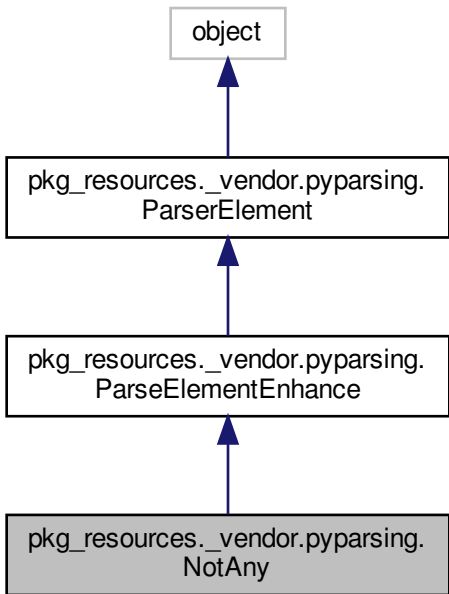 object
pkg_resources._vendor.pyparsing.
ParserElement
pkg_resources._vendor.pyparsing.
ParseElementEnhance
pkg_resources._vendor.pyparsing.
NotAny